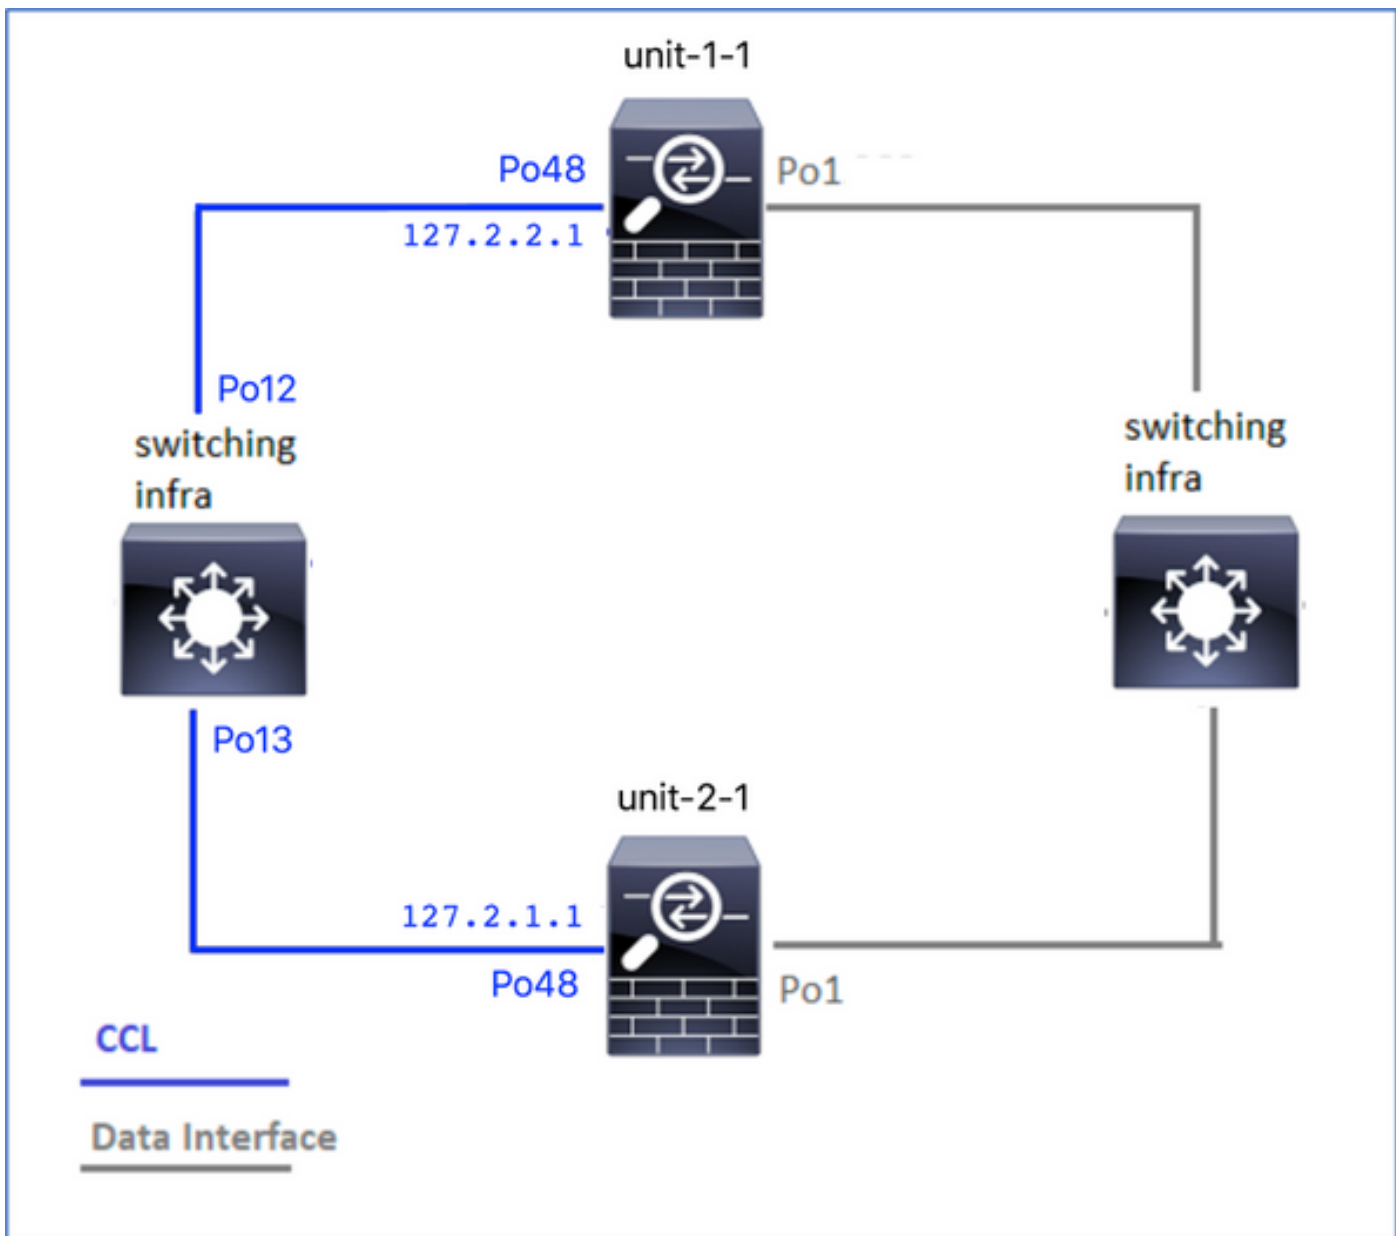 unit-1-1
Po48
Po1
127.2.2.1
Po12
switching
infra
switching
infra
Po13
unit-2-1
127.2.1.1
Po48
Po1
CCL
Data Interface